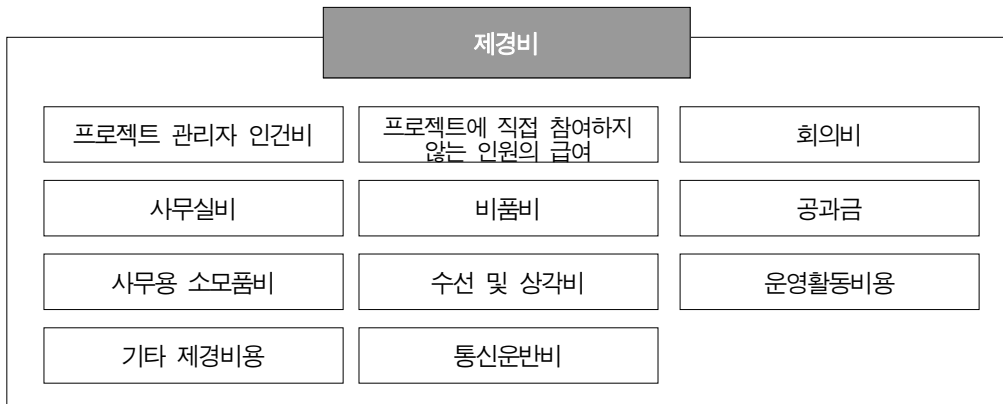 제경비
프로젝트 관리자 인건비
프로젝트에 직접 참여하지
않는 인원의 급여
회의비
사무실비
비품비
공과금
사무용 소모품비
수선 및 상각비
운영활동비용
기타 제경비용
통신운반비